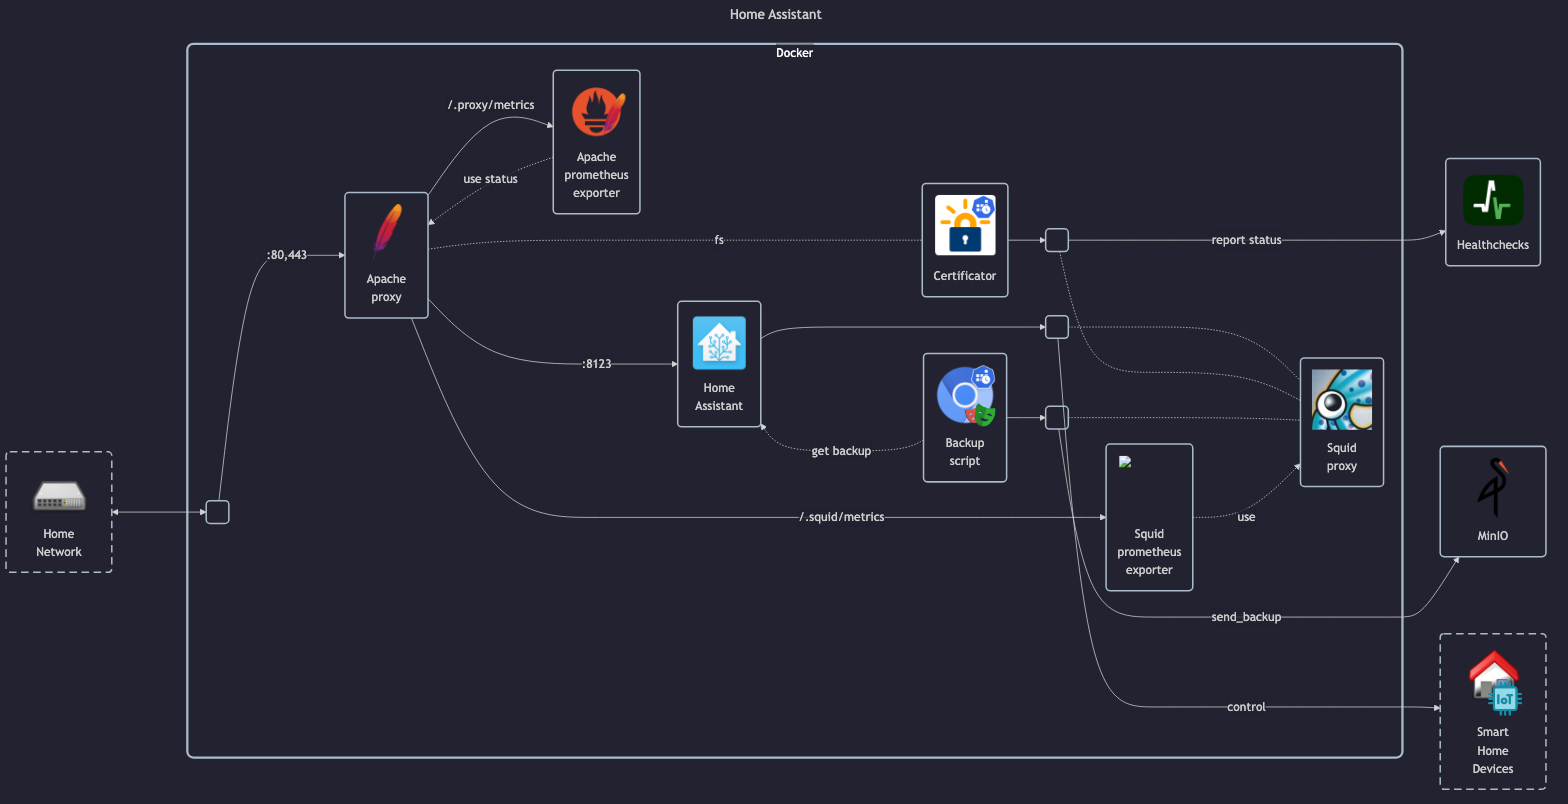 Home Assistant
Docker
/.proxy/metrics
Apache
prometheus
exporter
use status
:80,443
Apache
proxy
fs
Certificator
report status
Healthchecks
:8123
Home
Assistant
get backup
Backup
script
Squid
proxy
Home
Network
/.squid/metrics
Squid
prometheus
exporter
use
MinIO
send_backup
control
IoT
Smart
Home
Devices